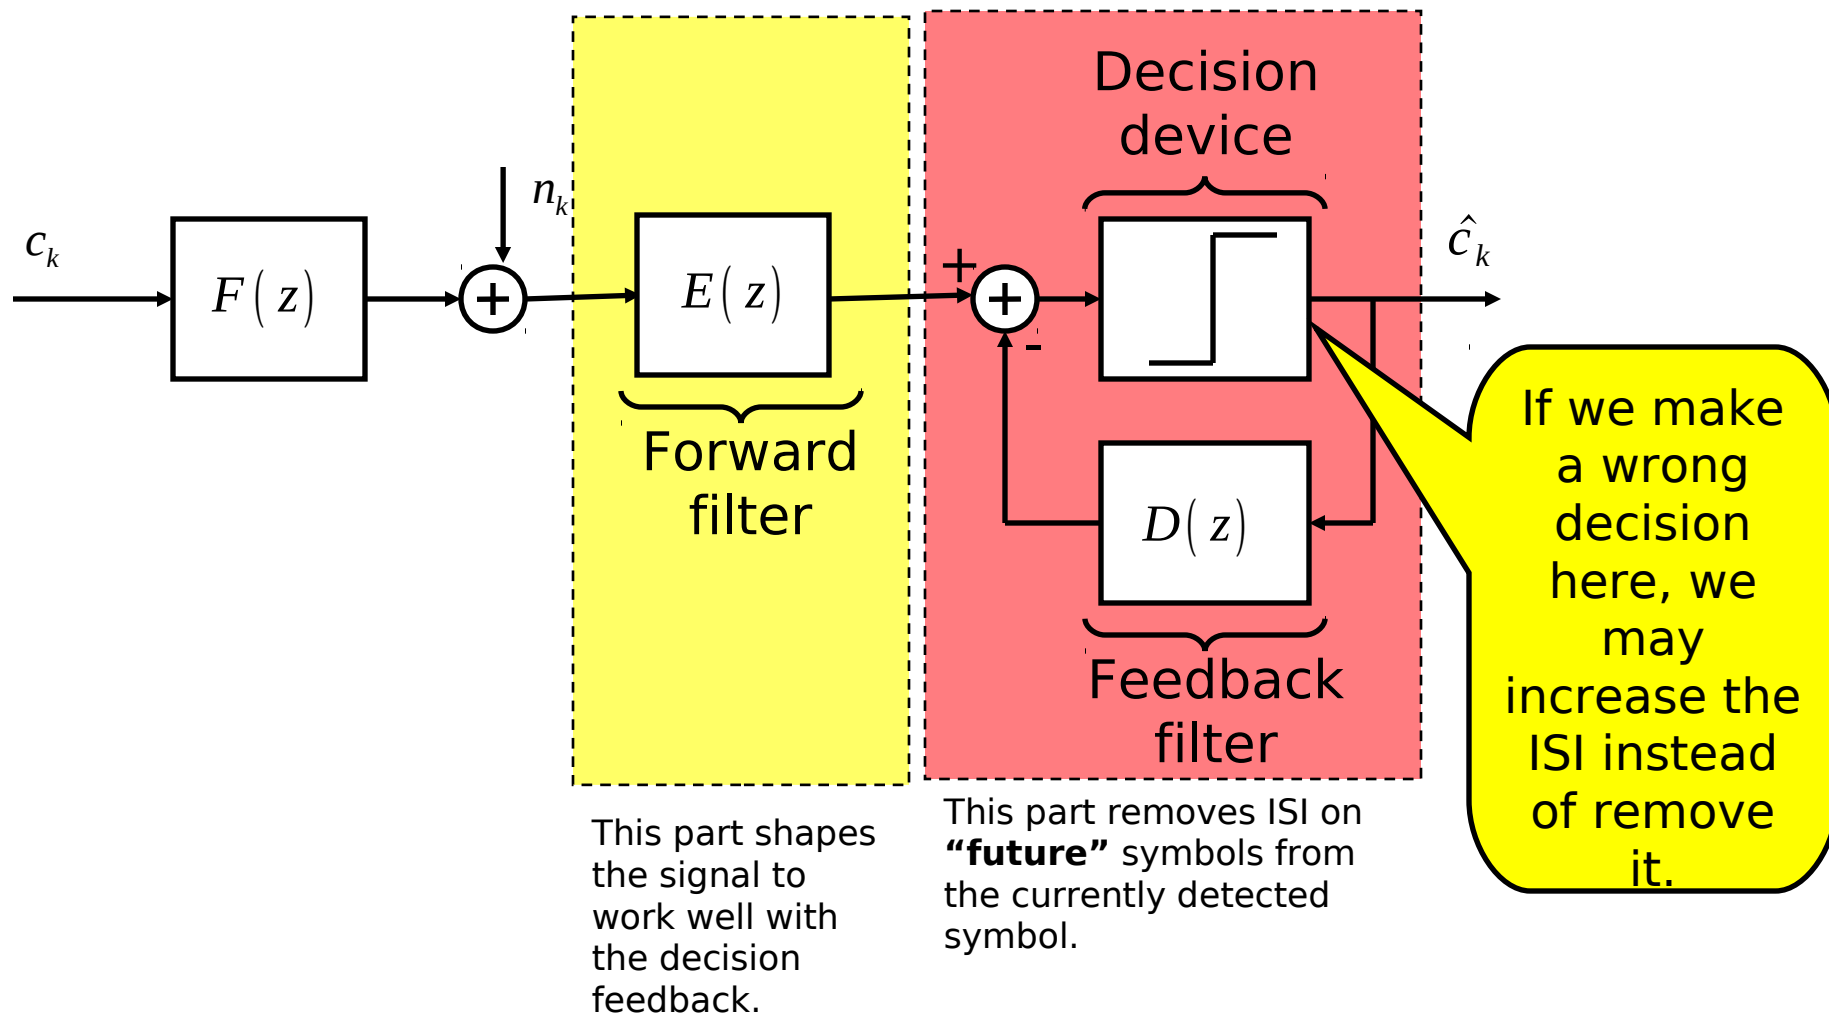 Decision
device
n_k
c_k
F(z)
+
E(z)
+
+
-
ĉ_k
Forward
filter
D(z)
Feedback
filter
If we make
a wrong
decision
here, we
may
increase the
ISI instead
of remove
it.
This part shapes
the signal to
work well with
the decision
feedback.
This part removes ISI on
“future” symbols from
the currently detected
symbol.